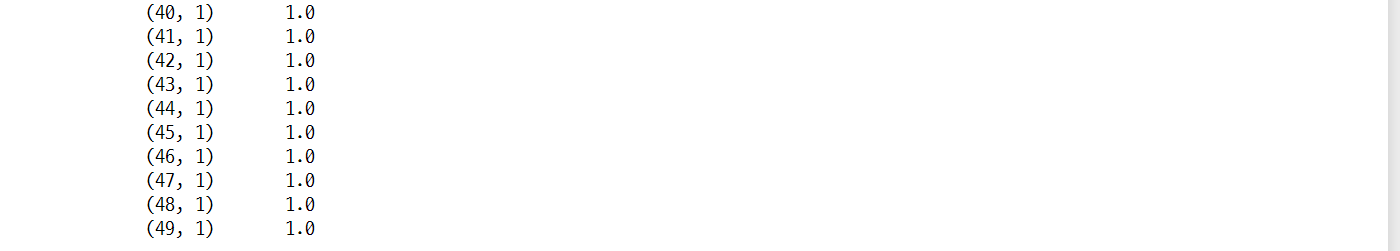 (40, 1)	1.0
(41, 1)	1.0
(42, 1)	1.0
(43, 1)	1.0
(44, 1)	1.0
(45, 1)	1.0
(46, 1)	1.0
(47, 1)	1.0
(48, 1)	1.0
(49, 1)	1.0